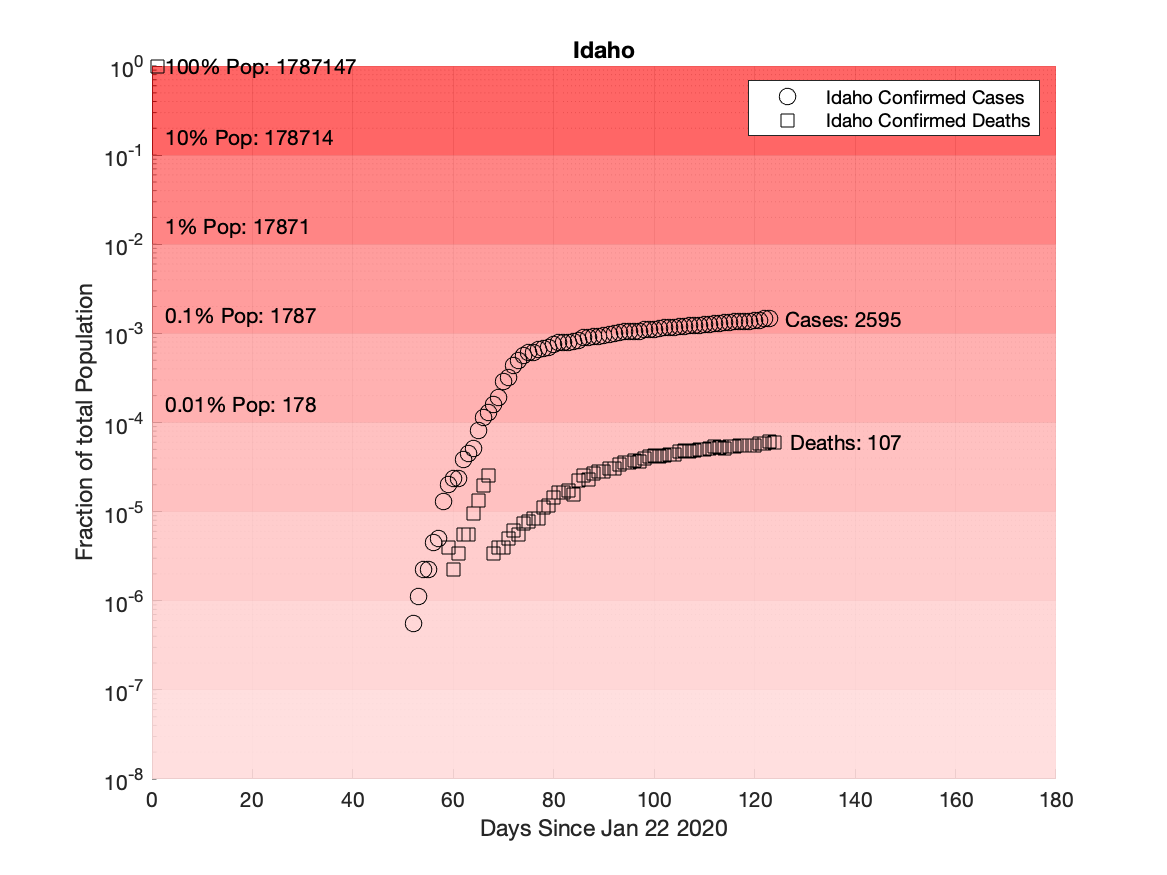 Idaho
10^0
100% Pop: 1787147
Idaho Confirmed Cases
Idaho Confirmed Deaths
10% Pop: 178714
10^-1
1% Pop: 17871
10^-2
0.1% Pop: 1787
Cases: 2595
10^-3
0.01% Pop: 178
10^-4
Deaths: 107
10^-5
10^-6
10^-7
10^-8
Fraction of total Population
0 20 40 60 80 100 120 140 160 180
Days Since Jan 22 2020